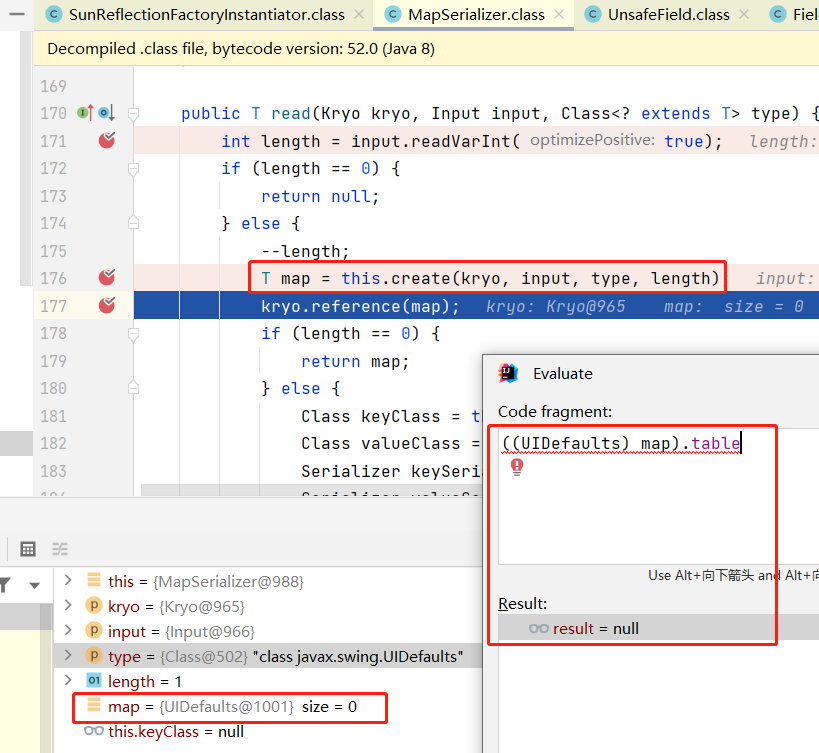 SunReflectionFactoryInstantiator.class
MapSerializer.class
UnsafeField.class
Fiel
Decompiled .class file, bytecode version: 52.0 (Java 8)
169
170 public T read(Kryo kryo, Input input, Class<? extends T> type) {
171 int length = input.readVarInt( optimizePositive: true); length:
172 if (length == 0) {
173 return null;
174 } else {
175 --length;
176 T map = this.create(kryo, input, type, length) input:
177 kryo.reference(map); kryo: Kryo@965 map: size = 0
178 if (length == 0) {
179 return map;
180 } else {
181 Class keyClass = t
182 Class valueClass =
183 Serializer keySeria
Evaluate
Code fragment:
((UIDefaults) map).table
Use Alt+向下箭头 and Alt+向
Result:
result = null
this = {MapSerializer@988}
kryo = {Kryo@965}
input = {Input@966}
type = {Class@502} "class javax.swing.UIDefaults"
length = 1
map = {UIDefaults@1001} size = 0
this.keyClass = null